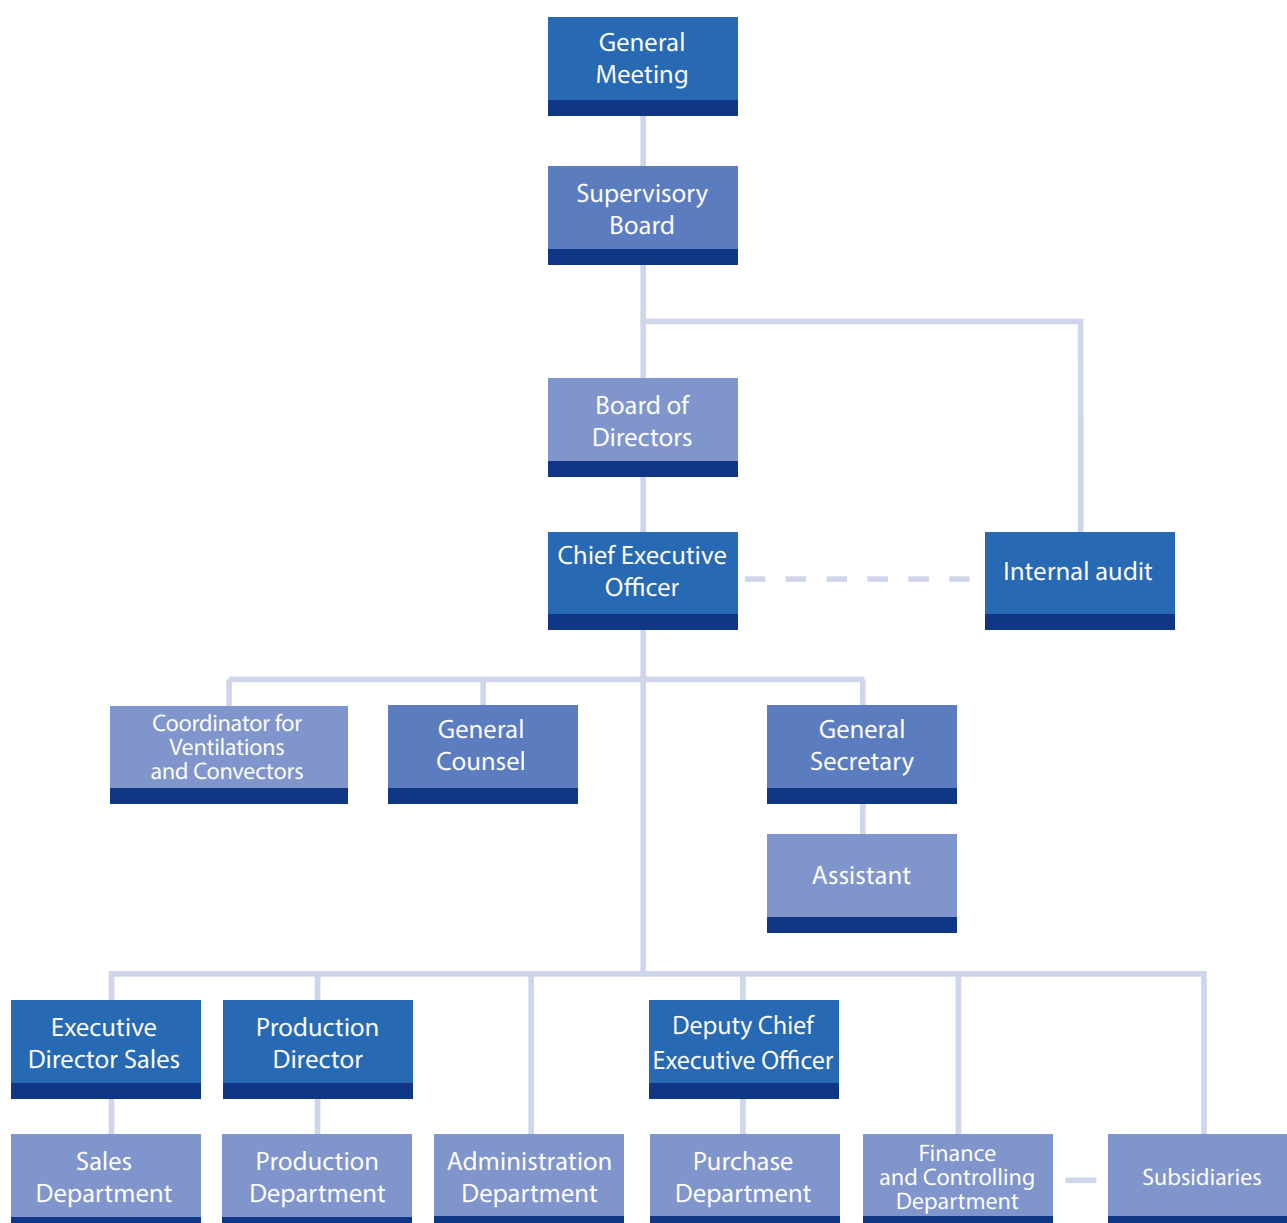 General
Meeting
Supervisory
Board
Board of
Directors
Chief Executive
Officer
Internal audit
Coordinator for
Ventilations
and Convectors
General
Counsel
General
Secretary
Assistant
Executive
Director Sales
Production
Director
Deputy Chief
Executive Officer
Sales
Department
Production
Department
Administration
Department
Purchase
Department
Finance
and Controlling
Department
Subsidiaries